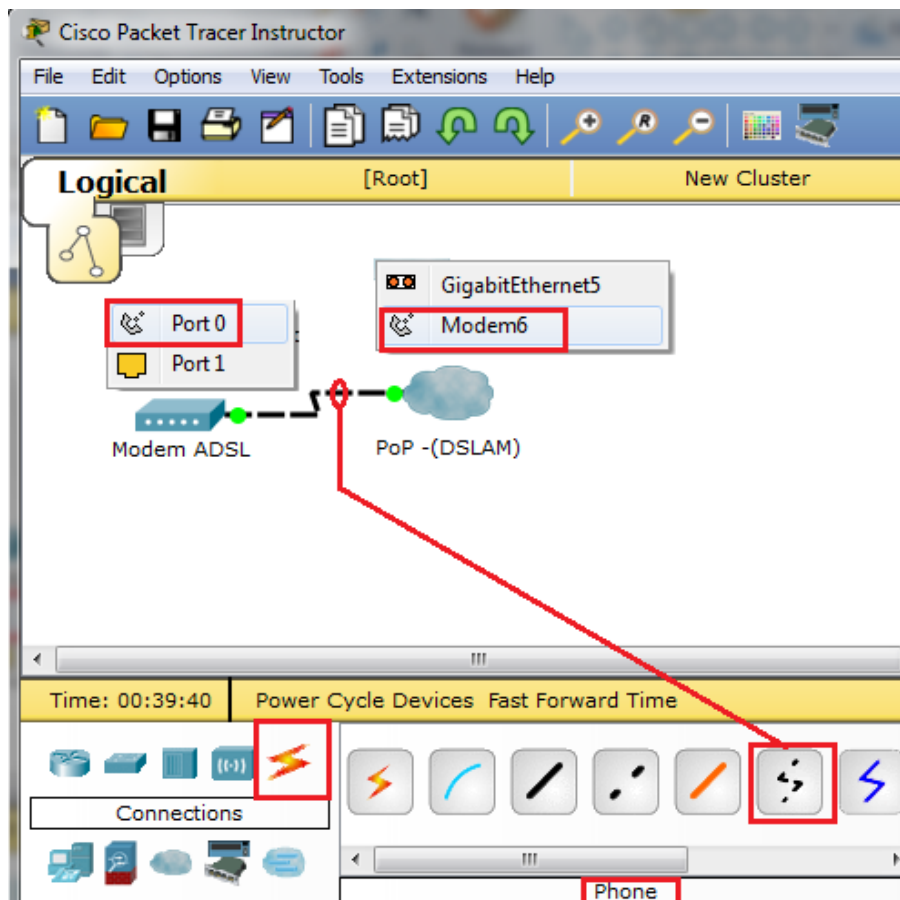 Cisco Packet Tracer Instructor
File Edit Options View Tools Extensions Help
Logical [Root] New Cluster
GigabitEthernet5
Port 0 Modem6
Port 1
Modem ADSL PoP -(DSLAM)
Time: 00:39:40 Power Cycle Devices Fast Forward Time
Connections
Phone